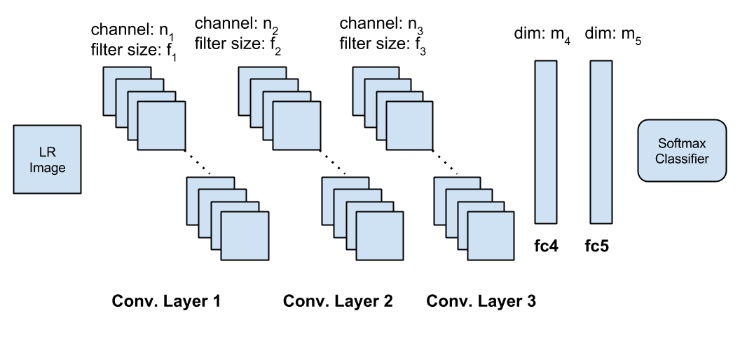 channel: n1
filter size: f1
channel: n2
filter size: f2
channel: n3
filter size: f3
dim: m4
dim: m5
LR
Image
Softmax
Classifier
fc4
fc5
Conv. Layer 1
Conv. Layer 2
Conv. Layer 3